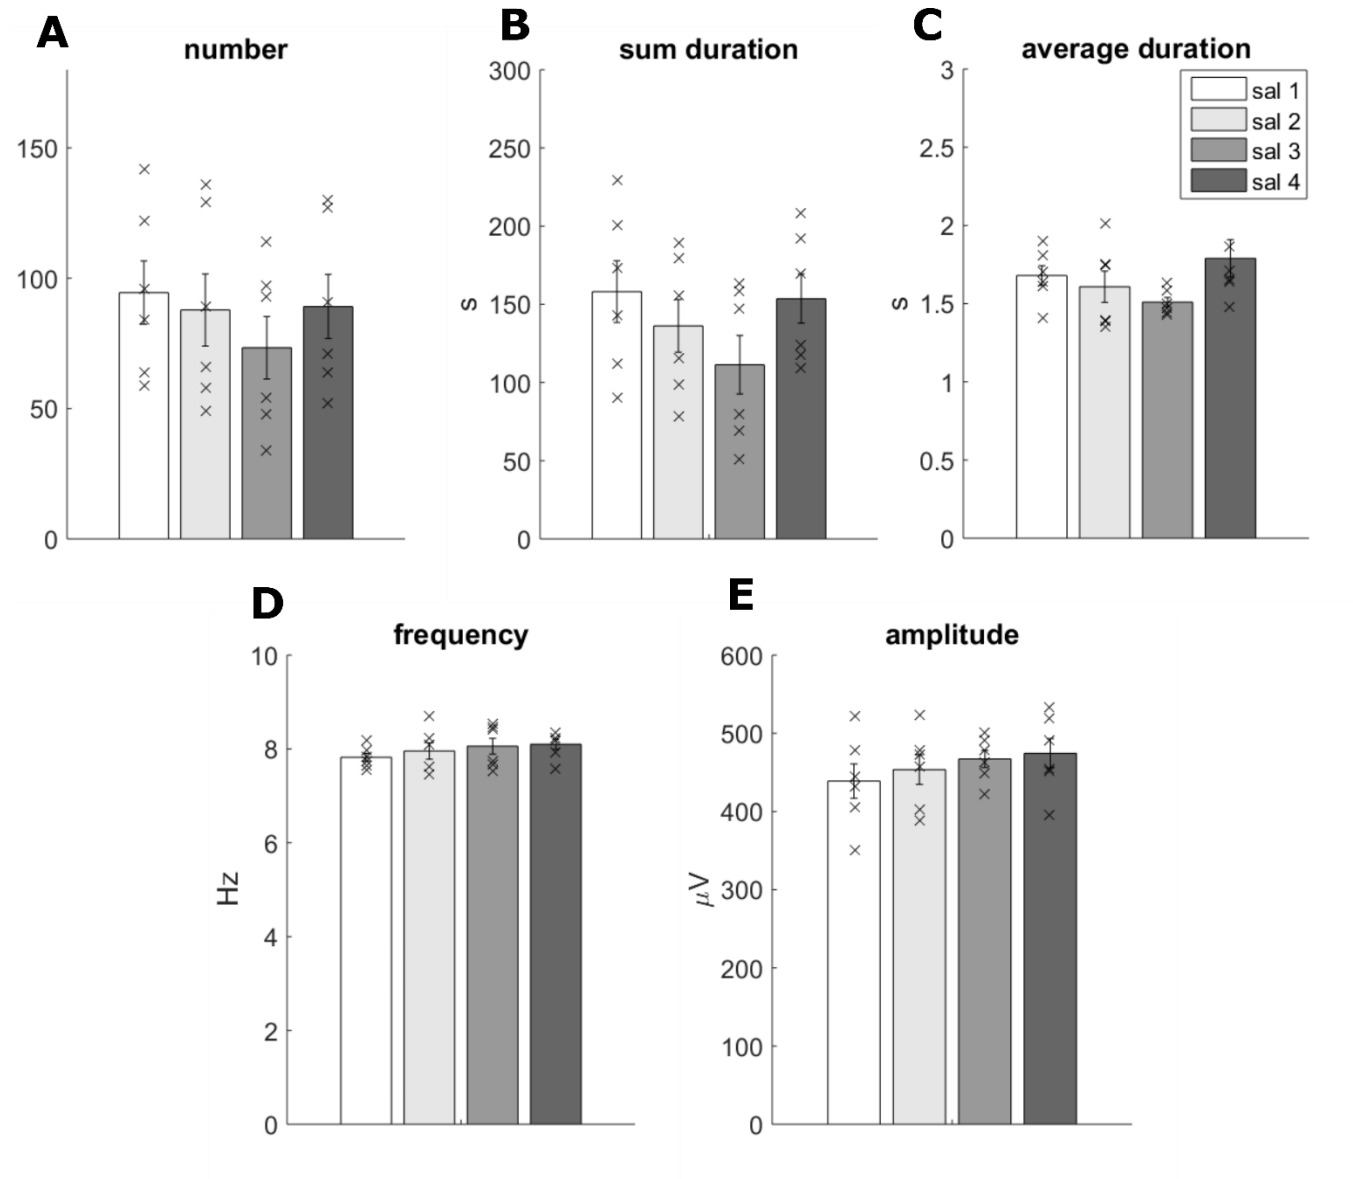 A
number
150
100
50
0
B
sum duration
s
300
250
200
150
100
50
0
C
average duration
s
3
2.5
2
1.5
1
0.5
0
sal 1
sal 2
sal 3
sal 4
D
frequency
Hz
10
8
6
4
2
0
E
amplitude
μV
600
500
400
300
200
100
0